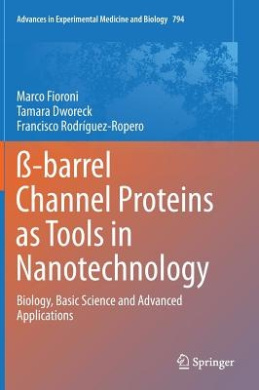 Advances in Experimental Medicine and Biology 794
Marco Fioroni
Tamara Dworeck
Francisco Rodríguez-Ropero
ß-barrel
Channel Proteins
as Tools in
Nanotechnology
Biology, Basic Science and Advanced
Applications
Springer